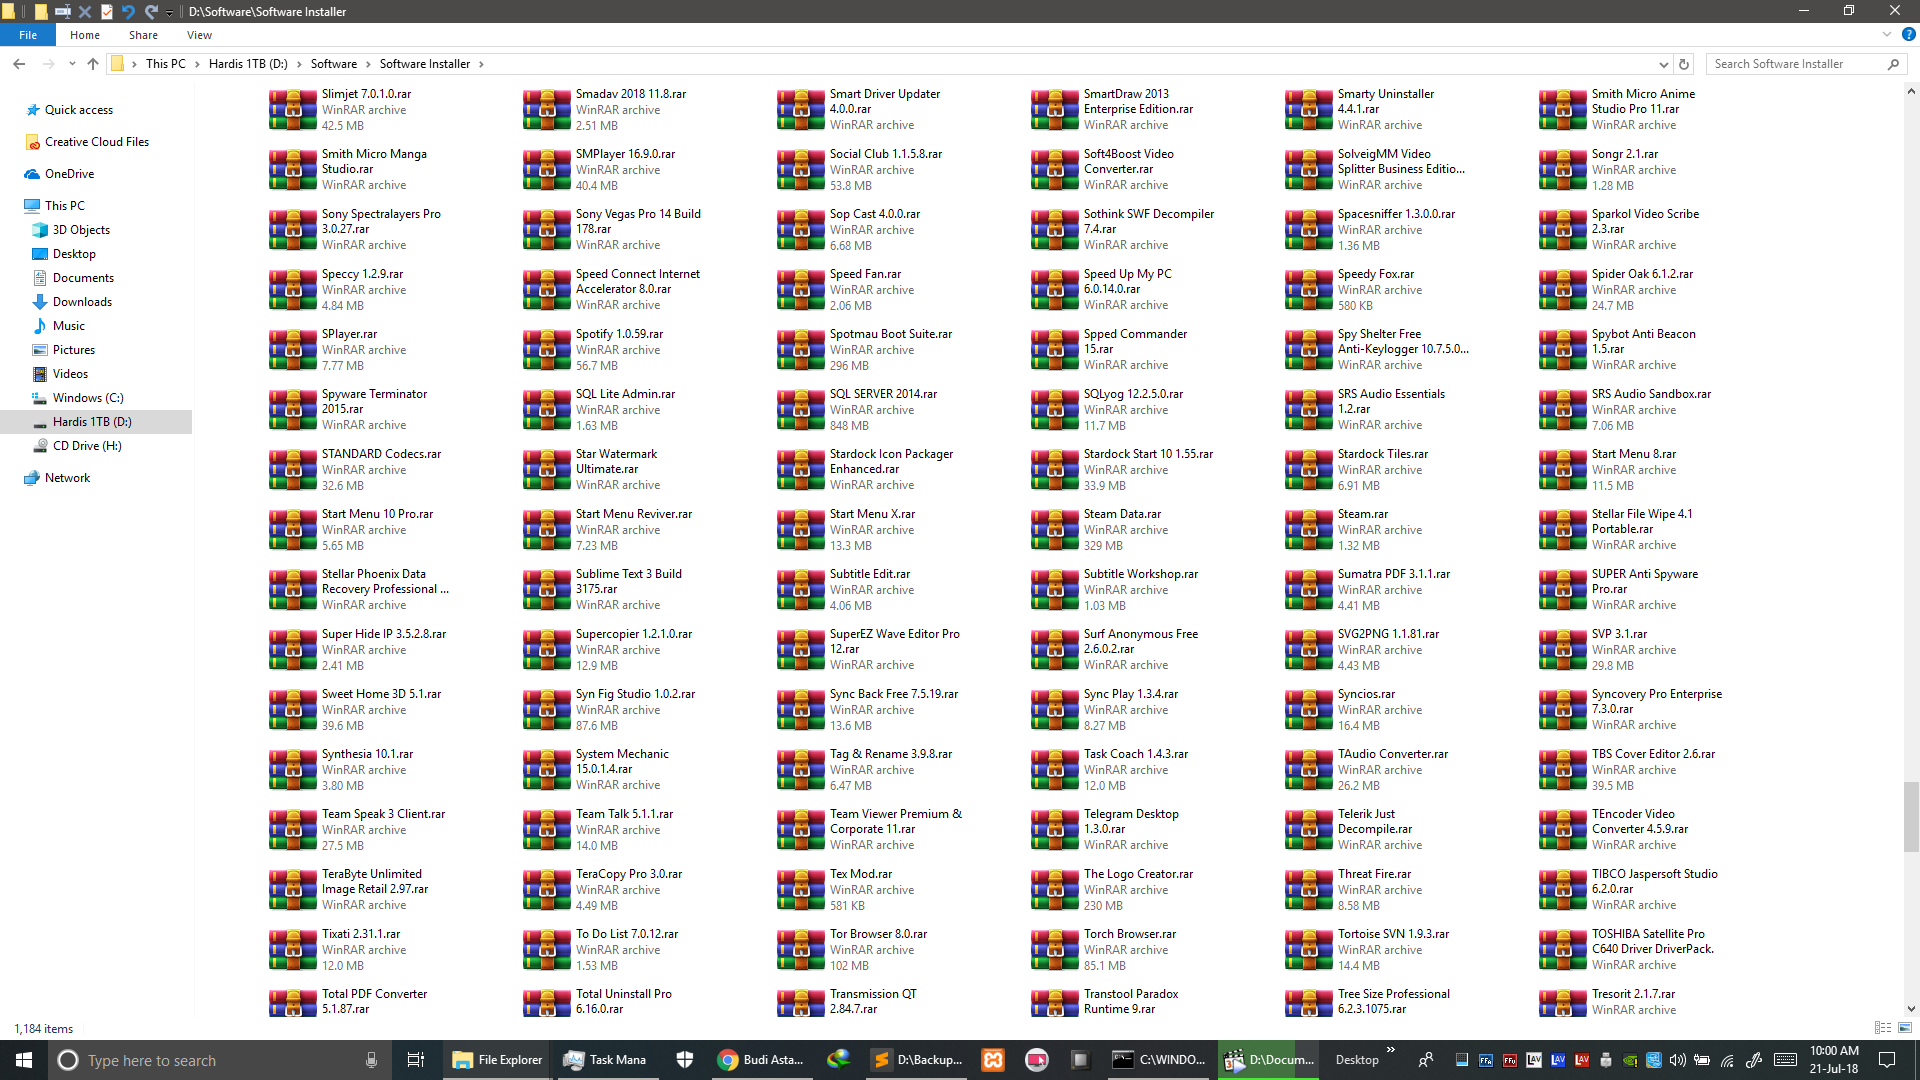 D:\Software\Software Installer
File
Home
Share
View
This PC
Hardis 1TB (D:)
Software
Software Installer
Search Software Installer
Quick access
Creative Cloud Files
OneDrive
This PC
3D Objects
Desktop
Documents
Downloads
Music
Pictures
Videos
Windows (C:)
Hardis 1TB (D:)
CD Drive (H:)
Network
Slimjet 7.0.1.0.rar
WinRAR archive
42.5 MB
Smadav 2018 11.8.rar
WinRAR archive
2.51 MB
Smart Driver Updater
4.0.0.rar
WinRAR archive
SmartDraw 2013
Enterprise Edition.rar
WinRAR archive
Smarty Uninstaller
4.4.1.rar
WinRAR archive
Smith Micro Anime
Studio Pro 11.rar
WinRAR archive
Smith Micro Manga
Studio.rar
WinRAR archive
SMPlayer 16.9.0.rar
WinRAR archive
40.4 MB
Social Club 1.1.5.8.rar
WinRAR archive
53.8 MB
Soft4Boost Video
Converter.rar
WinRAR archive
SolveigMM Video
Splitter Business Editio...
WinRAR archive
Songr 2.1.rar
WinRAR archive
1.28 MB
Sony Spectralayers Pro
3.0.27.rar
WinRAR archive
Sony Vegas Pro 14 Build
178.rar
WinRAR archive
Sop Cast 4.0.0.rar
WinRAR archive
6.68 MB
Sothink SWF Decompiler
7.4.rar
WinRAR archive
Spacesniffer 1.3.0.0.rar
WinRAR archive
1.36 MB
Sparkol Video Scribe
2.3.rar
WinRAR archive
Speccy 1.2.9.rar
WinRAR archive
4.84 MB
Speed Connect Internet
Accelerator 8.0.rar
WinRAR archive
Speed Fan.rar
WinRAR archive
2.06 MB
Speed Up My PC
6.0.14.0.rar
WinRAR archive
Speedy Fox.rar
WinRAR archive
580 KB
Spider Oak 6.1.2.rar
WinRAR archive
24.7 MB
SPlayer.rar
WinRAR archive
7.77 MB
Spotify 1.0.59.rar
WinRAR archive
56.7 MB
Spotmau Boot Suite.rar
WinRAR archive
296 MB
Spped Commander
15.rar
WinRAR archive
Spy Shelter Free
Anti-Keylogger 10.7.5.0...
WinRAR archive
Spybot Anti Beacon
1.5.rar
WinRAR archive
Spyware Terminator
2015.rar
WinRAR archive
SQL Lite Admin.rar
WinRAR archive
1.63 MB
SQL SERVER 2014.rar
WinRAR archive
848 MB
SQLyog 12.2.5.0.rar
WinRAR archive
11.7 MB
SRS Audio Essentials
1.2.rar
WinRAR archive
SRS Audio Sandbox.rar
WinRAR archive
7.06 MB
STANDARD Codecs.rar
WinRAR archive
32.6 MB
Star Watermark
Ultimate.rar
WinRAR archive
Stardock Icon Packager
Enhanced.rar
WinRAR archive
Stardock Start 10 1.55.rar
WinRAR archive
33.9 MB
Stardock Tiles.rar
WinRAR archive
6.91 MB
Start Menu 8.rar
WinRAR archive
11.5 MB
Start Menu 10 Pro.rar
WinRAR archive
5.65 MB
Start Menu Reviver.rar
WinRAR archive
7.23 MB
Start Menu X.rar
WinRAR archive
13.3 MB
Steam Data.rar
WinRAR archive
329 MB
Steam.rar
WinRAR archive
1.32 MB
Stellar File Wipe 4.1
Portable.rar
WinRAR archive
Stellar Phoenix Data
Recovery Professional ...
WinRAR archive
Sublime Text 3 Build
3175.rar
WinRAR archive
Subtitle Edit.rar
WinRAR archive
4.06 MB
Subtitle Workshop.rar
WinRAR archive
1.03 MB
Sumatra PDF 3.1.1.rar
WinRAR archive
4.41 MB
SUPER Anti Spyware
Pro.rar
WinRAR archive
Super Hide IP 3.5.2.8.rar
WinRAR archive
2.41 MB
Supercopier 1.2.1.0.rar
WinRAR archive
12.9 MB
SuperEZ Wave Editor Pro
12.rar
WinRAR archive
Surf Anonymous Free
2.6.0.2.rar
WinRAR archive
SVG2PNG 1.1.81.rar
WinRAR archive
4.43 MB
SVP 3.1.rar
WinRAR archive
29.8 MB
Sweet Home 3D 5.1.rar
WinRAR archive
39.6 MB
Syn Fig Studio 1.0.2.rar
WinRAR archive
87.6 MB
Sync Back Free 7.5.19.rar
WinRAR archive
13.6 MB
Sync Play 1.3.4.rar
WinRAR archive
8.27 MB
Syncios.rar
WinRAR archive
16.4 MB
Syncovery Pro Enterprise
7.3.0.rar
WinRAR archive
Synthesia 10.1.rar
WinRAR archive
3.80 MB
System Mechanic
15.0.1.4.rar
WinRAR archive
Tag & Rename 3.9.8.rar
WinRAR archive
6.47 MB
Task Coach 1.4.3.rar
WinRAR archive
12.0 MB
TAudio Converter.rar
WinRAR archive
26.2 MB
TBS Cover Editor 2.6.rar
WinRAR archive
39.5 MB
Team Speak 3 Client.rar
WinRAR archive
27.5 MB
Team Talk 5.1.1.rar
WinRAR archive
14.0 MB
Team Viewer Premium &
Corporate 11.rar
WinRAR archive
Telegram Desktop
1.3.0.rar
WinRAR archive
Telerik Just
Decompile.rar
WinRAR archive
TEncoder Video
Converter 4.5.9.rar
WinRAR archive
TeraByte Unlimited
Image Retail 2.97.rar
WinRAR archive
TeraCopy Pro 3.0.rar
WinRAR archive
4.49 MB
Tex Mod.rar
WinRAR archive
581 KB
The Logo Creator.rar
WinRAR archive
230 MB
Threat Fire.rar
WinRAR archive
8.58 MB
TIBCO Jaspersoft Studio
6.2.0.rar
WinRAR archive
Tixati 2.31.1.rar
WinRAR archive
12.0 MB
To Do List 7.0.12.rar
WinRAR archive
1.53 MB
Tor Browser 8.0.rar
WinRAR archive
102 MB
Torch Browser.rar
WinRAR archive
85.1 MB
Tortoise SVN 1.9.3.rar
WinRAR archive
14.4 MB
TOSHIBA Satellite Pro
C640 Driver DriverPack.
WinRAR archive
Total PDF Converter
5.1.87.rar
Total Uninstall Pro
6.16.0.rar
Transmission QT
2.84.7.rar
Transtool Paradox
Runtime 9.rar
Tree Size Professional
6.2.3.1075.rar
Tresorit 2.1.7.rar
WinRAR archive
1,184 items
Type here to search
File Explorer
Task Mana
Budi Asta...
D:\Backup...
C:\WINDO...
D:\Docum...
Desktop
FFa
FFu
LAV
LAV
LAV
10:00 AM
21-Jul-18